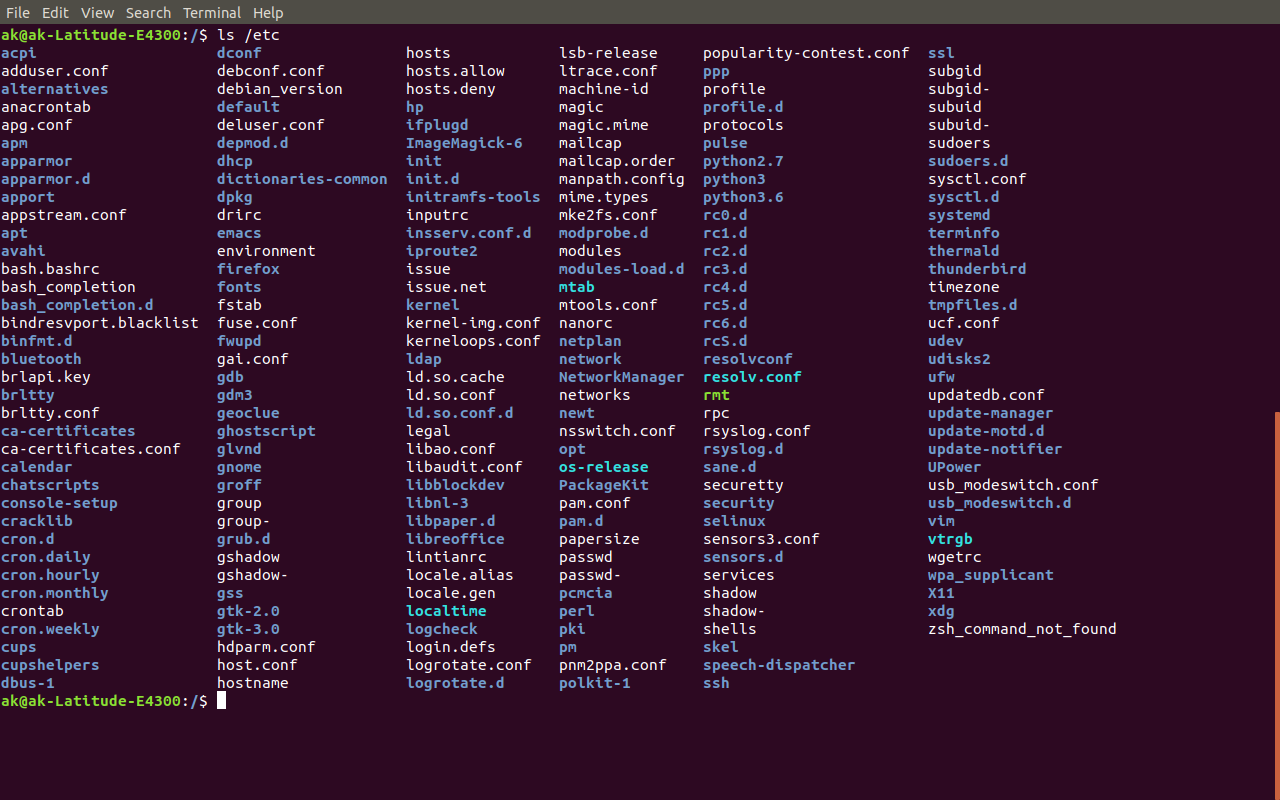 File Edit View Search Terminal Help
ak@ak-Latitude-E4300:/$ ls /etc
acpi dconf hosts lsb-release popularity-contest.conf ssl
adduser.conf debconf.conf hosts.allow ltrace.conf ppp subgid
alternatives debian_version hosts.deny machine-id profile subgid-
anacrontab default hp magic profile.d subuid
apg.conf deluser.conf ifplugd magic.mime protocols subuid-
apm depmod.d ImageMagick-6 mailcap pulse sudoers
apparmor dhcp init mailcap.order python2.7 sudoers.d
apparmor.d dictionaries-common init.d manpath.config python3 sysctl.conf
apport dpkg initramfs-tools mime.types python3.6 sysctl.d
appstream.conf drirc inputrc mke2fs.conf rc0.d systemd
apt emacs insserv.conf.d modprobe.d rc1.d terminfo
avahi environment iproute2 modules rc2.d thermald
bash.bashrc firefox issue modules-load.d rc3.d thunderbird
bash_completion fonts issue.net mtab rc4.d timezone
bash_completion.d fstab kernel mtools.conf rc5.d tmpfiles.d
bindresvport.blacklist fuse.conf kernel-img.conf nanorc rc6.d ucf.conf
binfmt.d fwupd kerneloops.conf netplan rcS.d udev
bluetooth gai.conf ldap network resolvconf udisks2
brlapi.key gdb ld.so.cache NetworkManager resolv.conf ufw
brltty gdm3 ld.so.conf networks rmt updatedb.conf
brltty.conf geoclue ld.so.conf.d newt rpc update-manager
ca-certificates ghostscript legal nsswitch.conf rsyslog.conf update-motd.d
ca-certificates.conf glvnd libao.conf opt rsyslog.d update-notifier
calendar gnome libaudit.conf os-release sane.d UPower
chatscripts groff libblockdev PackageKit securetty usb_modeswitch.conf
console-setup group libnl-3 pam.conf security usb_modeswitch.d
cracklib group- libpaper.d pam.d selinux vim
cron.d grub.d libreoffice papersize sensors3.conf vtrgb
cron.daily gshadow lintianrc passwd sensors.d wgetrc
cron.hourly gshadow- locale.alias passwd- services wpa_supplicant
cron.monthly gss locale.gen pcmcia shadow X11
crontab gtk-2.0 localtime perl shadow- xdg
cron.weekly gtk-3.0 logcheck pki shells zsh_command_not_found
cups hdparm.conf login.defs pm skel
cupshelpers host.conf logrotate.conf pnm2ppa.conf speech-dispatcher
dbus-1 hostname logrotate.d polkit-1 ssh
ak@ak-Latitude-E4300:/$